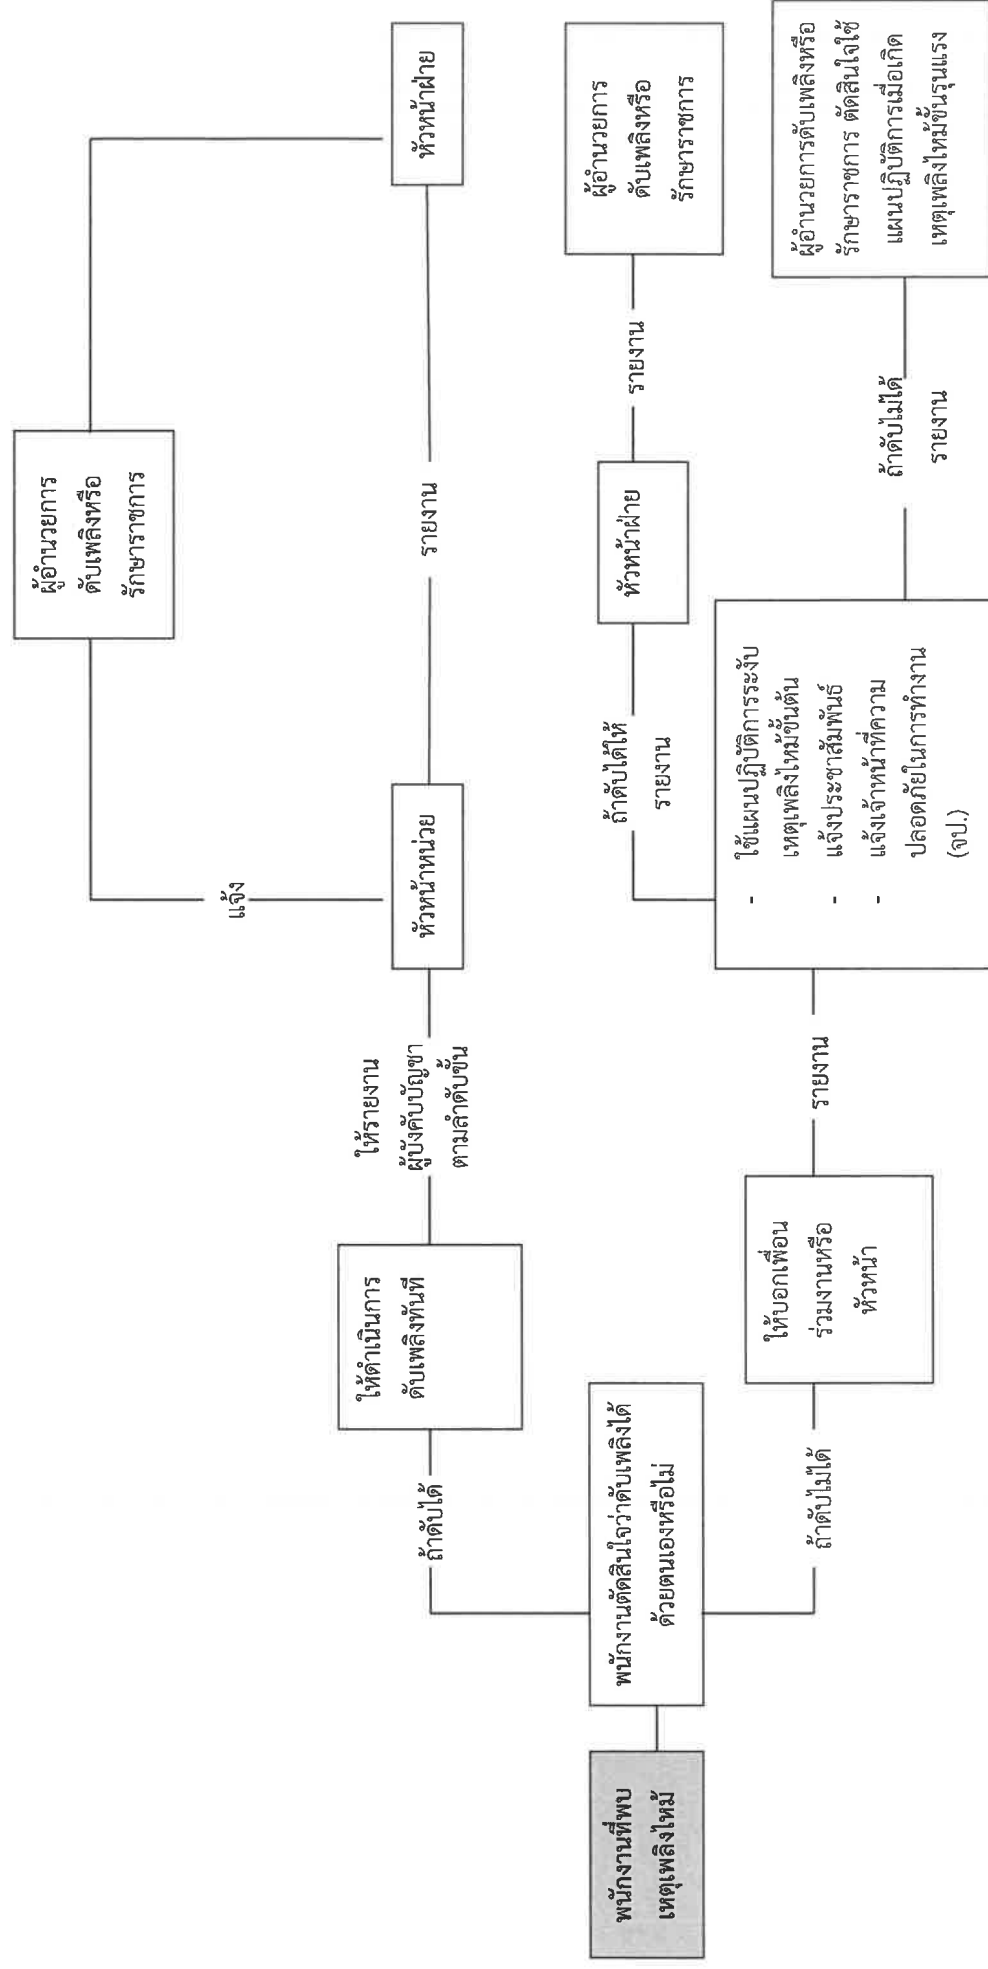 พนักงานที่พบ
เหตุเพลิงไหม้
พนักงานตัดสินใจว่าดับเพลิงได้
ด้วยตนเองหรือไม่
ถ้าดับได้
ให้ดำเนินการ
ดับเพลิงทันที
ให้รายงาน
ผู้บังคับบัญชา
ตามลำดับขั้น
หัวหน้าหน่วย
แจ้ง
ผู้อำนวยการ
ดับเพลิงหรือ
รักษาราชการ
รายงาน
หัวหน้าฝ่าย
ถ้าดับไม่ได้
ให้บอกเพื่อน
ร่วมงานหรือ
หัวหน้า
รายงาน
- ใช้แผนปฏิบัติการระงับ
เหตุเพลิงไหม้ขั้นต้น
- แจ้งประชาสัมพันธ์
- แจ้งเจ้าหน้าที่ความ
ปลอดภัยในการทำงาน
(จป.)
ถ้าดับได้ให้
รายงาน
หัวหน้าฝ่าย
รายงาน
ผู้อำนวยการ
ดับเพลิงหรือ
รักษาราชการ
ถ้าดับไม่ได้
รายงาน
ผู้อำนวยการดับเพลิงหรือ
รักษาราชการ ตัดสินใจใช้
แผนปฏิบัติการเมื่อเกิด
เหตุเพลิงไหม้ขั้นรุนแรง